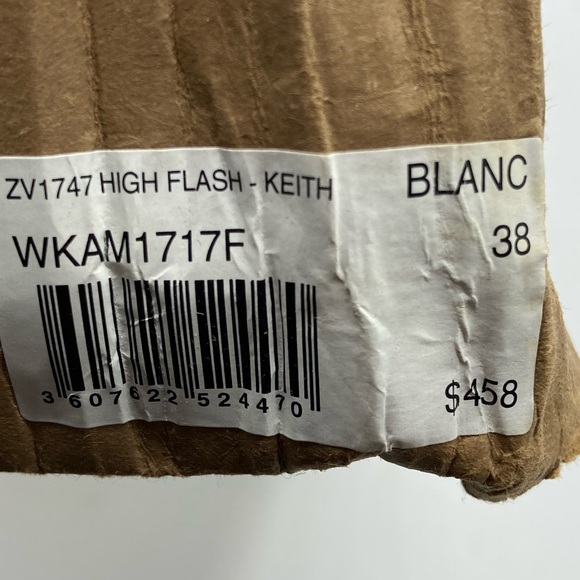 ZV1747 HIGH FLASH - KEITH BLANC
WKAM1717F 38
3 607622 524470 $458